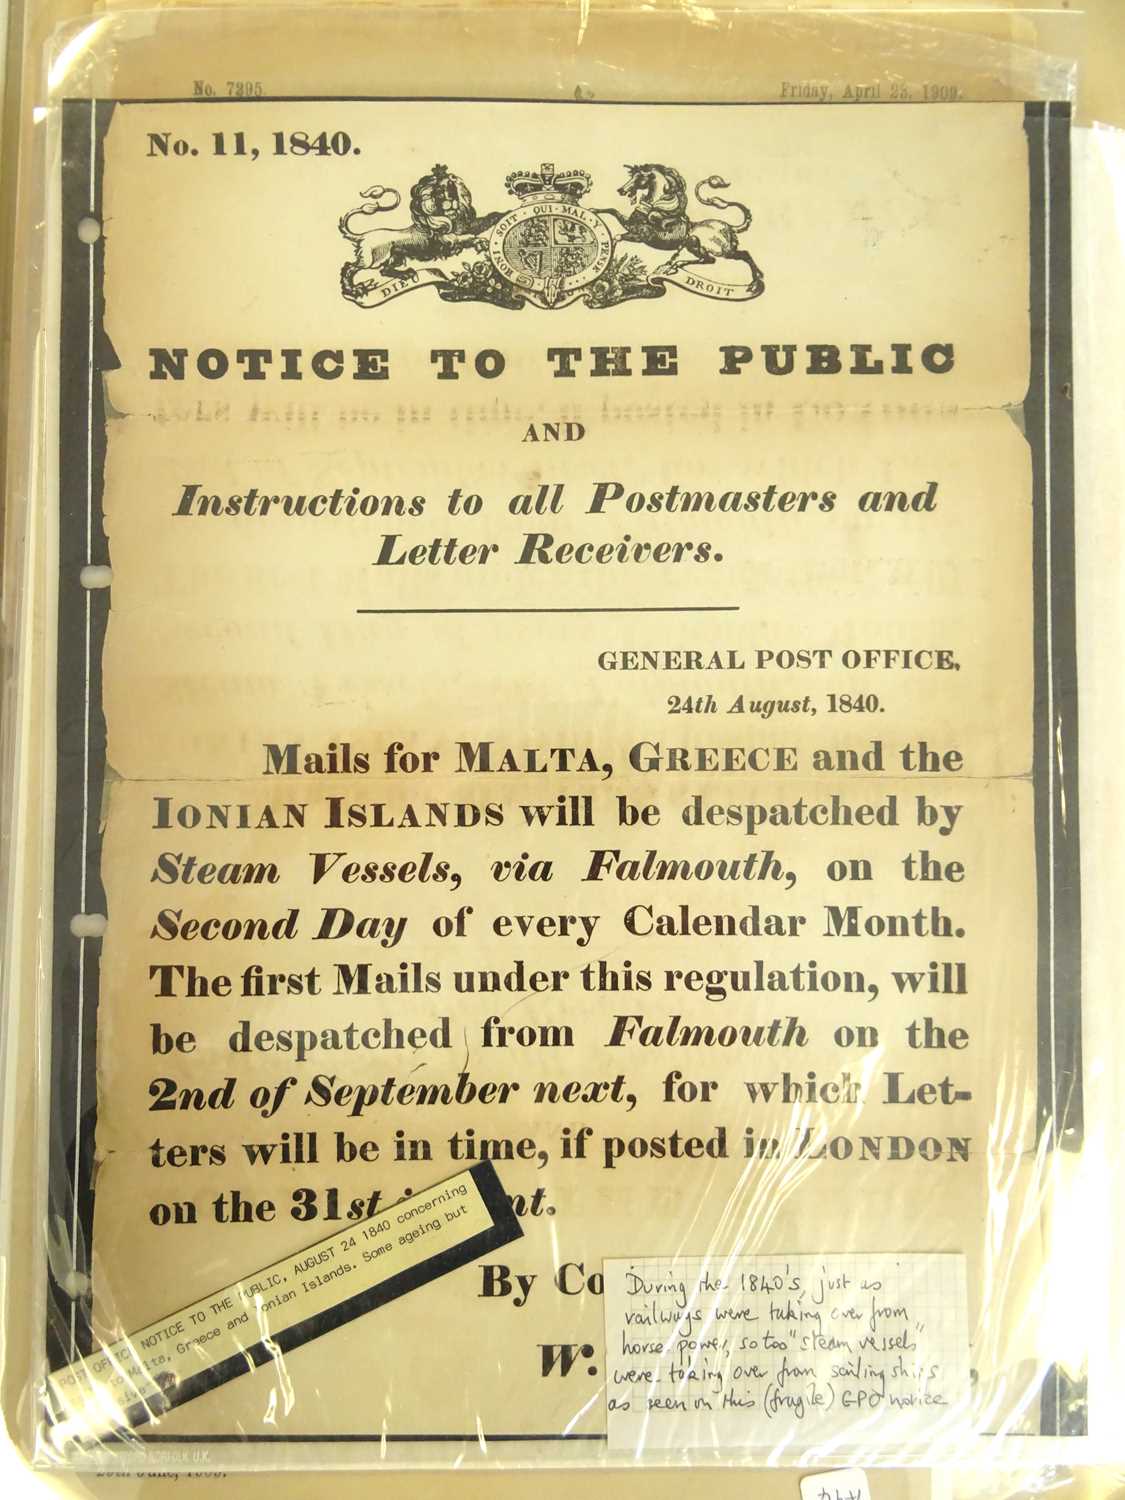 No. 7295.
Friday, April 23, 1909.
No. 11, 1840.
HONI · SOIT · QUI · MAL · Y · PENSE
DIEU
DROIT
NOTICE TO THE PUBLIC
AND
Instructions to all Postmasters and
Letter Receivers.
GENERAL POST OFFICE,
24th August, 1840.
Mails for MALTA, GREECE and the
IONIAN ISLANDS will be despatched by
Steam Vessels, via Falmouth, on the
Second Day of every Calendar Month.
The first Mails under this regulation, will
be despatched from Falmouth on the
2nd of September next, for which Let-
ters will be in time, if posted in LONDON
on the 31st
By
W.
POST OFFICE NOTICE TO THE PUBLIC, AUGUST 24 1840 concerning
to Malta, Greece and Ionian Islands. Some ageing but
During the 1840's, just as
railways were taking over from
horse power, so too "steam vessels"
were taking over from sailing ships
as seen on this (fragile) GPO notice
NORFOLK U.K.